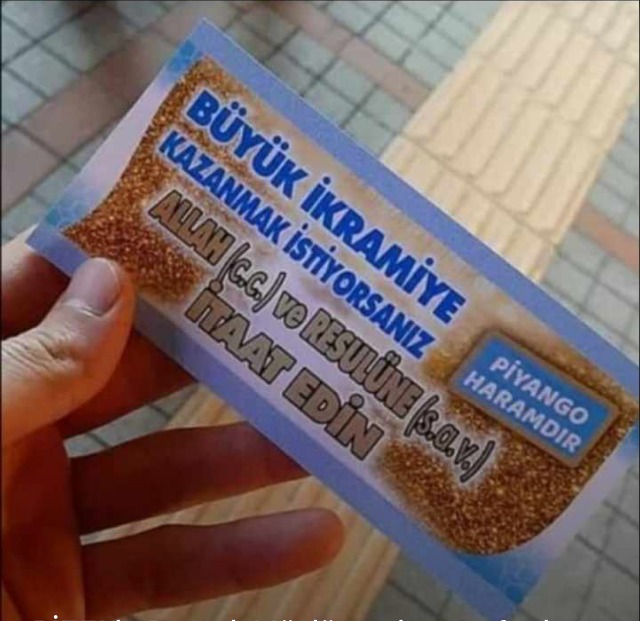 BÜYÜK İKRAMİYE
KAZANMAK İSTİYORSANIZ
ALLAH (c.c.) ve RESULÜNE (s.a.v.)
İTAAT EDİN
PİYANGO
HARAMDIR